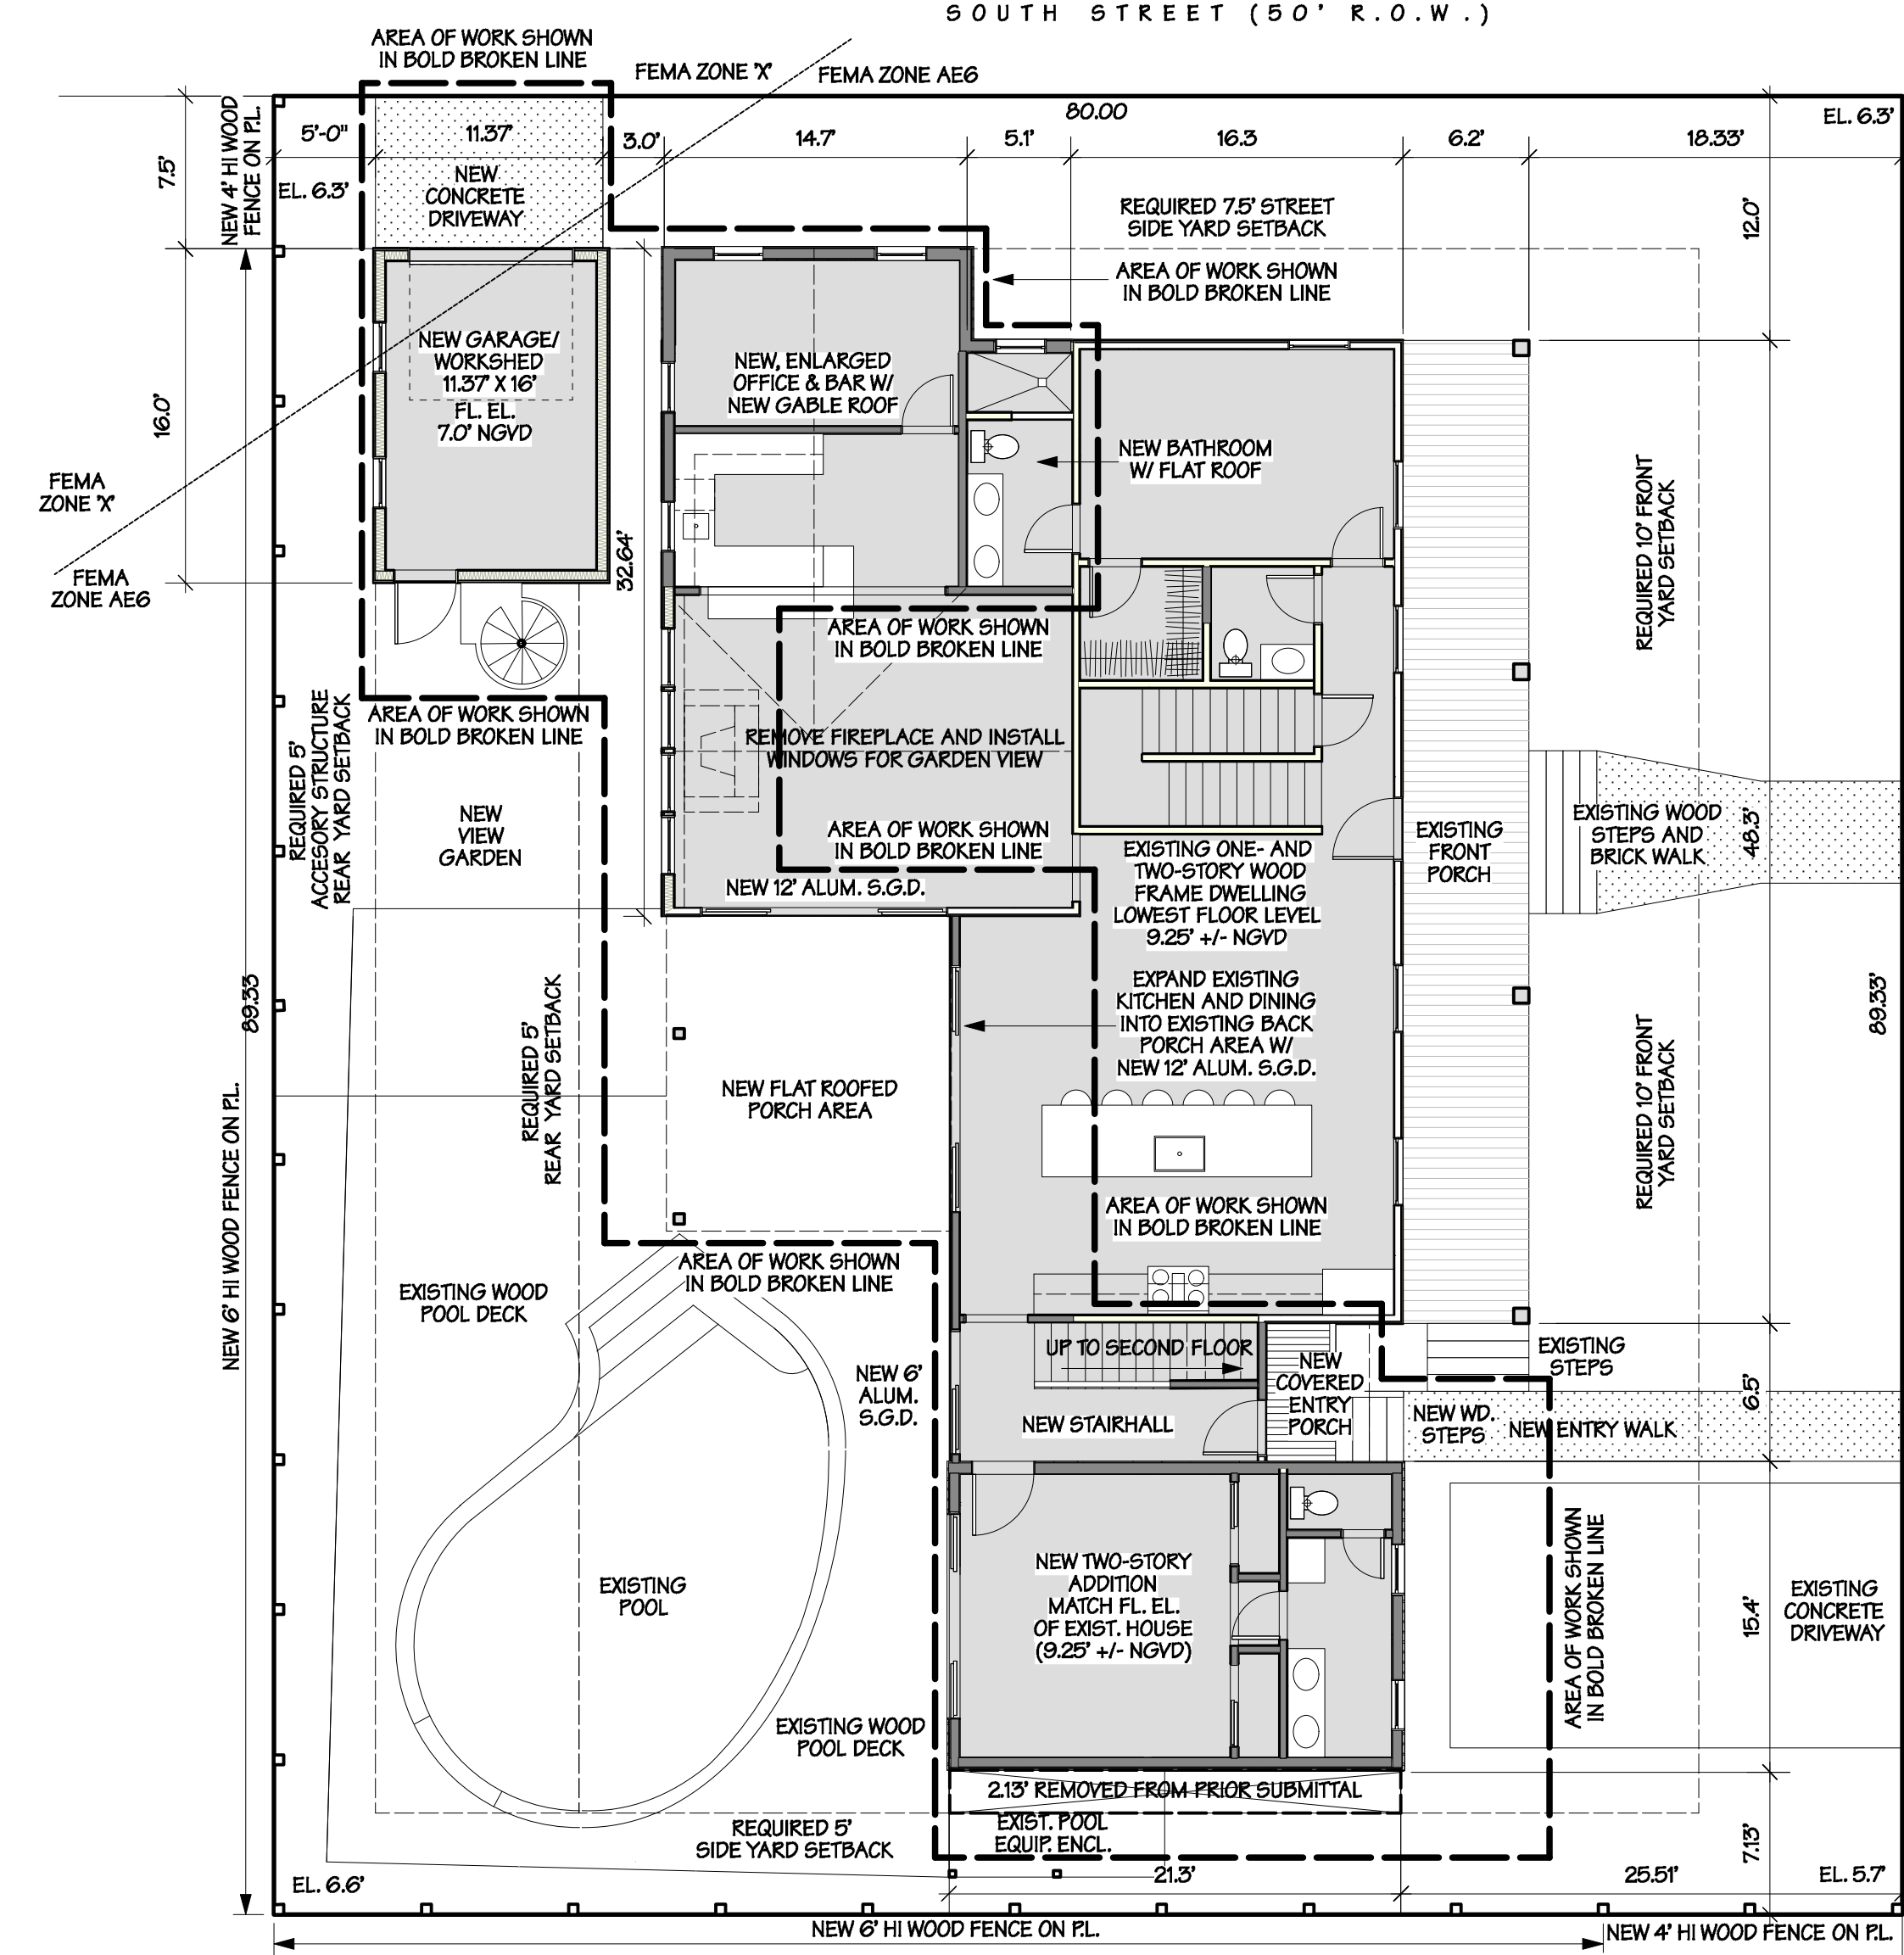 SOUTH STREET (50' R.O.W.)
AREA OF WORK SHOWN
IN BOLD BROKEN LINE
FEMA ZONE 'X'
FEMA ZONE AE6
80.00
EL. 6.3'
5'-0"
11.37'
3.0'
14.7'
5.1'
16.3
6.2'
18.33'
7.5'
NEW 4' HI WOOD
FENCE ON P.L.
EL. 6.3'
NEW
CONCRETE
DRIVEWAY
REQUIRED 7.5' STREET
SIDE YARD SETBACK
12.0'
AREA OF WORK SHOWN
IN BOLD BROKEN LINE
NEW GARAGE/
WORKSHED
11.37' X 16'
FL. EL.
7.0' NGVD
16.0'
NEW, ENLARGED
OFFICE & BAR W/
NEW GABLE ROOF
NEW BATHROOM
W/ FLAT ROOF
FEMA
ZONE 'X'
FEMA
ZONE AE6
32.64'
REQUIRED 10' FRONT
YARD SETBACK
AREA OF WORK SHOWN
IN BOLD BROKEN LINE
AREA OF WORK SHOWN
IN BOLD BROKEN LINE
REQUIRED 5'
ACCESORY STRUCTURE
REAR YARD SETBACK
REMOVE FIREPLACE AND INSTALL
WINDOWS FOR GARDEN VIEW
NEW
VIEW
GARDEN
AREA OF WORK SHOWN
IN BOLD BROKEN LINE
NEW 12' ALUM. S.G.D.
EXISTING ONE- AND
TWO-STORY WOOD
FRAME DWELLING
LOWEST FLOOR LEVEL
9.25' +/- NGVD
EXISTING
FRONT
PORCH
EXISTING WOOD
STEPS AND
BRICK WALK
48.3'
89.33
89.33'
EXPAND EXISTING
KITCHEN AND DINING
INTO EXISTING BACK
PORCH AREA W/
NEW 12' ALUM. S.G.D.
REQUIRED 5'
REAR YARD SETBACK
NEW FLAT ROOFED
PORCH AREA
REQUIRED 10' FRONT
YARD SETBACK
NEW 6' HI WOOD FENCE ON P.L.
AREA OF WORK SHOWN
IN BOLD BROKEN LINE
AREA OF WORK SHOWN
IN BOLD BROKEN LINE
EXISTING WOOD
POOL DECK
UP TO SECOND FLOOR
NEW
COVERED
ENTRY
PORCH
EXISTING
STEPS
NEW 6'
ALUM.
S.G.D.
NEW STAIRHALL
NEW WD.
STEPS
NEW ENTRY WALK
6.5'
EXISTING
POOL
NEW TWO-STORY
ADDITION
MATCH FL. EL.
OF EXIST. HOUSE
(9.25' +/- NGVD)
AREA OF WORK SHOWN
IN BOLD BROKEN LINE
15.4'
EXISTING
CONCRETE
DRIVEWAY
EXISTING WOOD
POOL DECK
2.13' REMOVED FROM PRIOR SUBMITTAL
REQUIRED 5'
SIDE YARD SETBACK
EXIST. POOL
EQUIP. ENCL.
7.13'
EL. 6.6'
21.3'
25.51'
EL. 5.7'
NEW 6' HI WOOD FENCE ON P.L.
NEW 4' HI WOOD FENCE ON P.L.